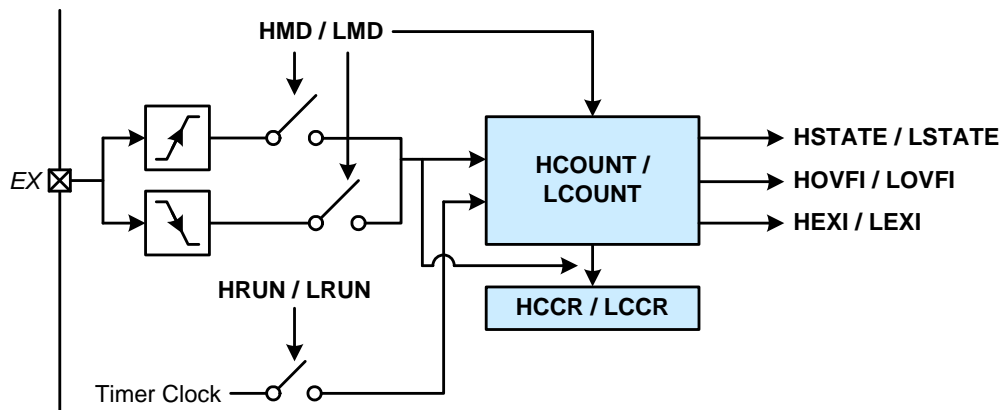 HMD / LMD
EX
HCOUNT /
LCOUNT
HSTATE / LSTATE
HOVFI / LOVFI
HEXI / LEXI
HRUN / LRUN
HCCR / LCCR
Timer Clock